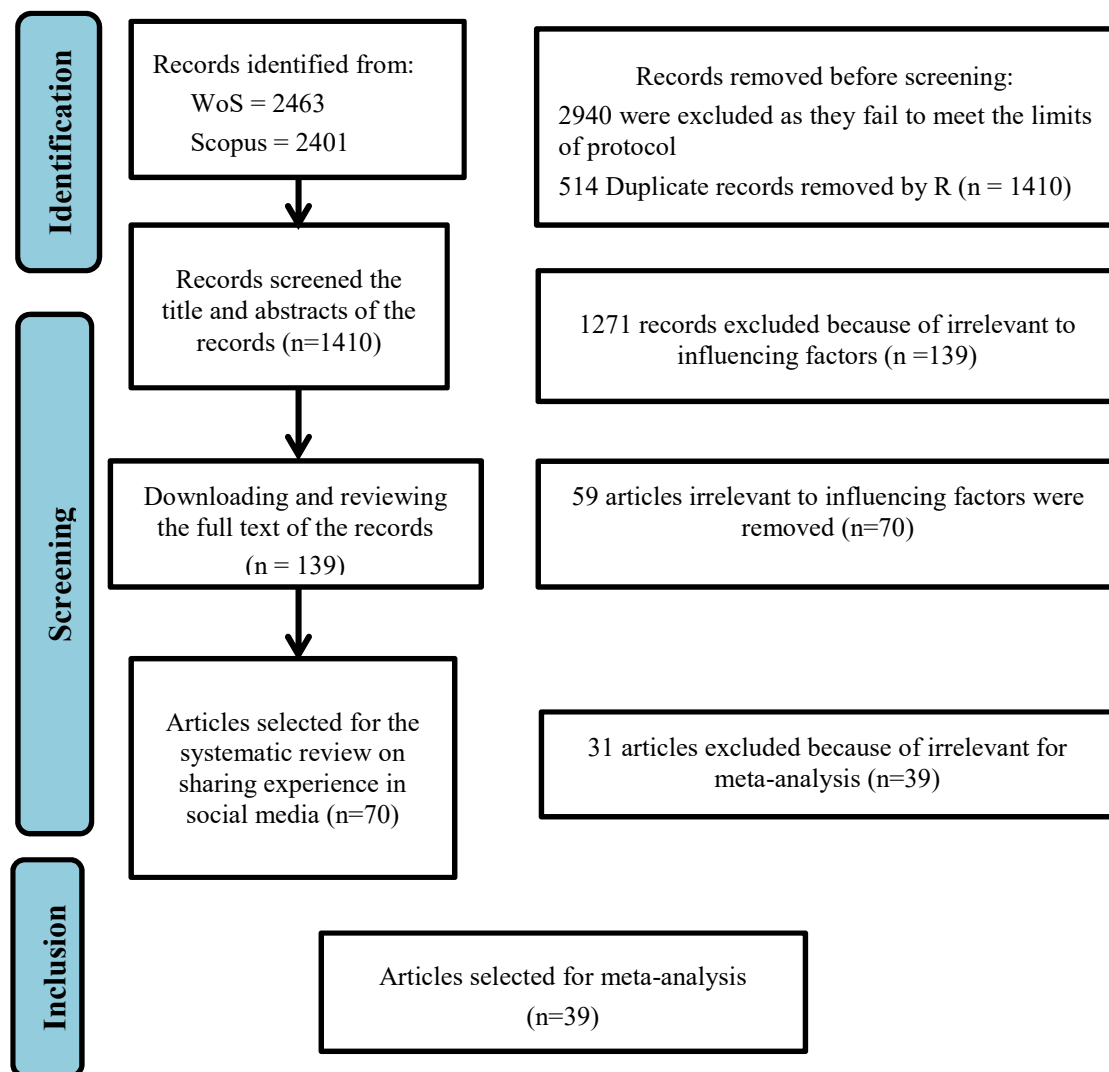 Identification
Records identified from:
WoS = 2463
Scopus = 2401
Records removed before screening:
2940 were excluded as they fail to meet the limits
of protocol
514 Duplicate records removed by R (n = 1410)
Screening
Records screened the
title and abstracts of the
records (n=1410)
1271 records excluded because of irrelevant to
influencing factors (n =139)
Downloading and reviewing
the full text of the records
(n = 139)
59 articles irrelevant to influencing factors were
removed (n=70)
Articles selected for the
systematic review on
sharing experience in
social media (n=70)
31 articles excluded because of irrelevant for
meta-analysis (n=39)
Inclusion
Articles selected for meta-analysis
(n=39)